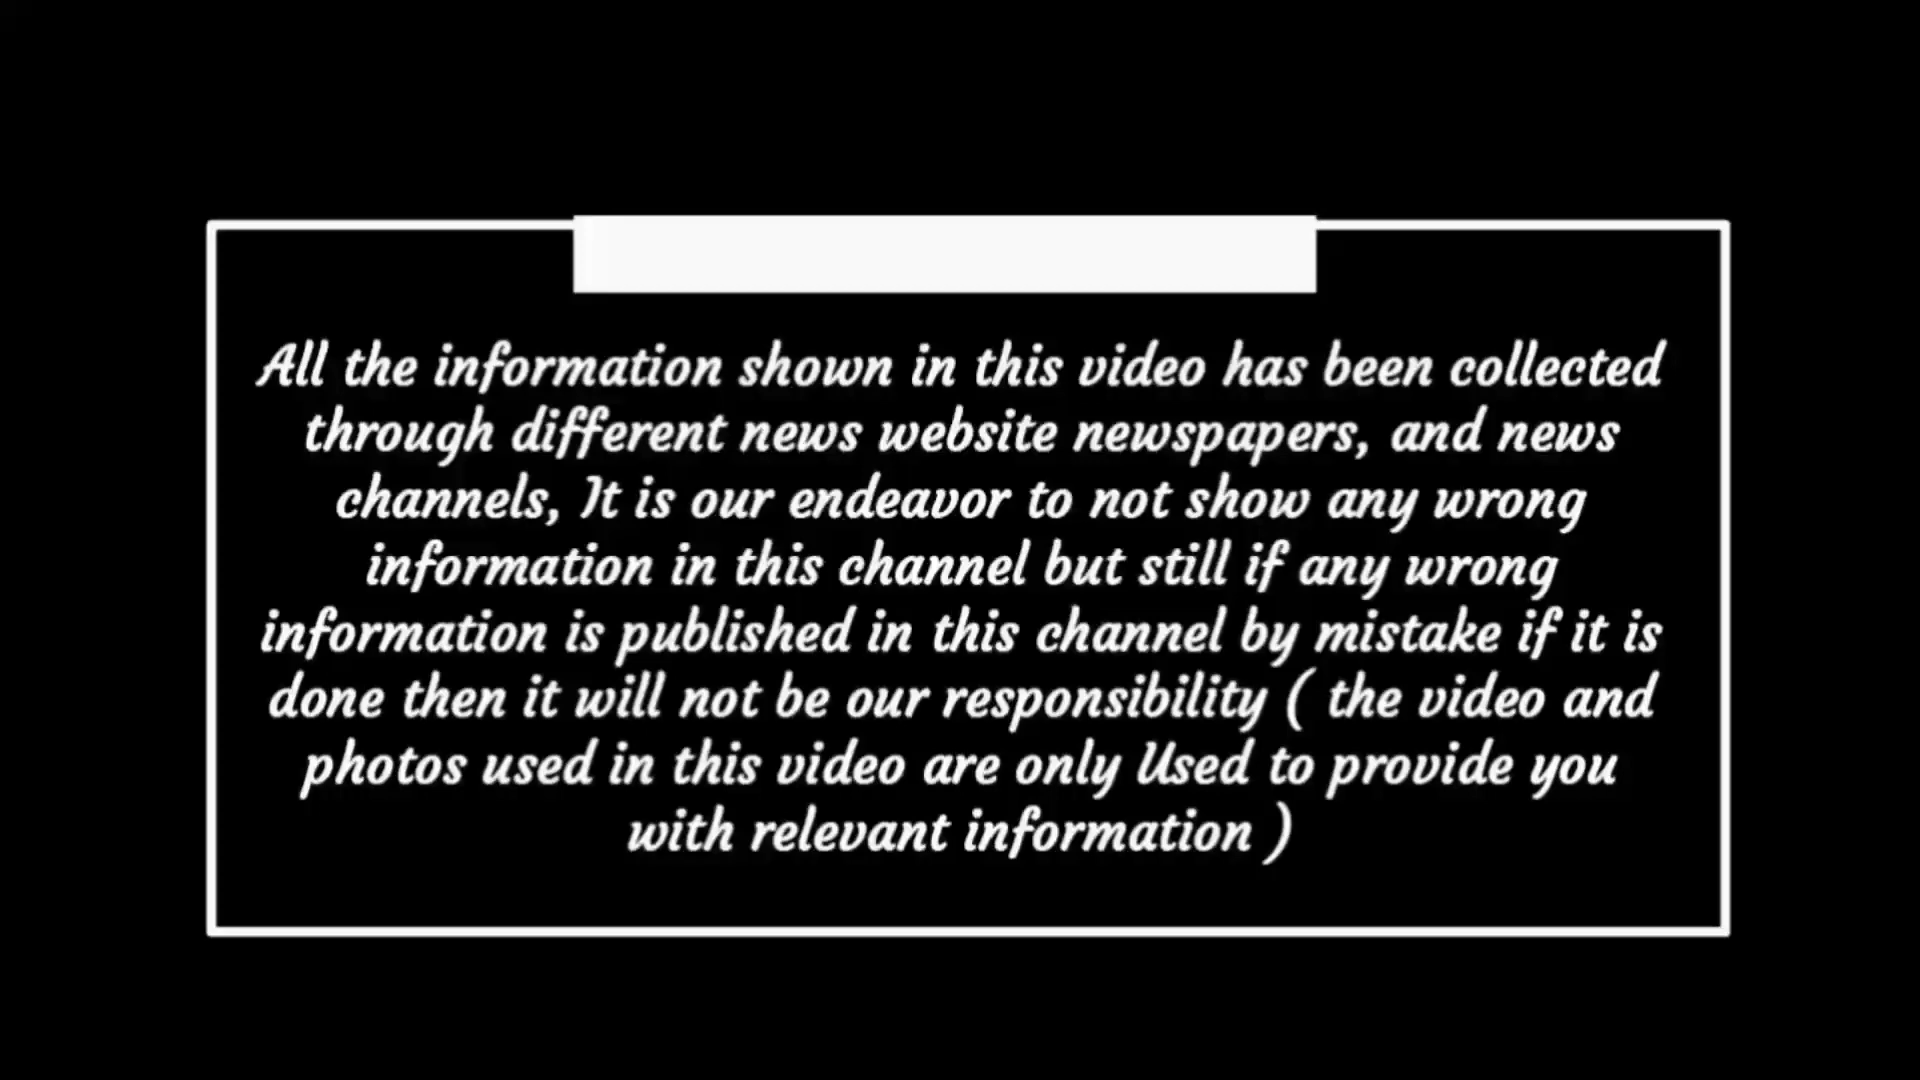 All the information shown in this video has been collected
through different news website newspapers, and news
channels, It is our endeavor to not show any wrong
information in this channel but still if any wrong
information is published in this channel by mistake if it is
done then it will not be our responsibility ( the video and
photos used in this video are only Used to provide you
with relevant information )